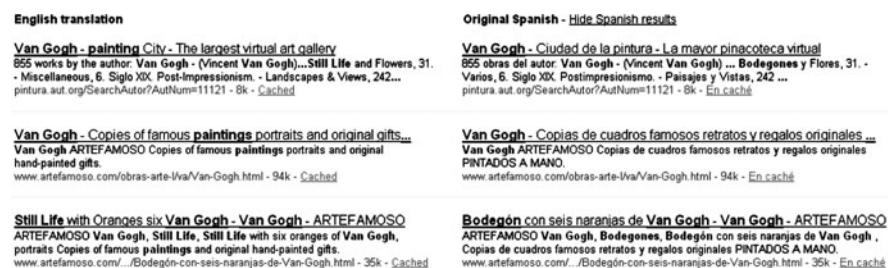 English translation
Van Gogh - painting City - The largest virtual art gallery
855 works by the author: Van Gogh - (Vincent Van Gogh)...Still Life and Flowers, 31.
- Miscellaneous, 6. Siglo XIX. Post-Impressionism. - Landscapes & Views, 242...
pintura.aut.org/SearchAutor?AutNum=11121 - 8k - Cached
Van Gogh - Copies of famous paintings portraits and original gifts...
Van Gogh ARTEFAMOSO Copies of famous paintings portraits and original
hand-painted gifts.
www.artefamoso.com/obras-arte-l/va/Van-Gogh.html - 94k - Cached
Still Life with Oranges six Van Gogh - Van Gogh - ARTEFAMOSO
ARTEFAMOSO Van Gogh, Still Life, Still Life with six oranges of Van Gogh,
portraits Copies of famous paintings and original hand-painted gifts.
www.artefamoso.com/.../Bodegón-con-seis-naranjas-de-Van-Gogh.html - 35k - Cached
Original Spanish - Hide Spanish results
Van Gogh - Ciudad de la pintura - La mayor pinacoteca virtual
855 obras del autor: Van Gogh - (Vincent Van Gogh) ... Bodegones y Flores, 31. -
Varios, 6. Siglo XIX. Postimpresionismo. - Paisajes y Vistas, 242 ...
pintura.aut.org/SearchAutor?AutNum=11121 - 8k - En caché
Van Gogh - Copias de cuadros famosos retratos y regalos originales ...
Van Gogh ARTEFAMOSO Copias de cuadros famosos retratos y regalos originales
PINTADOS A MANO.
www.artefamoso.com/obras-arte-l/va/Van-Gogh.html - 94k - En caché
Bodegón con seis naranjas de Van Gogh - Van Gogh - ARTEFAMOSO
ARTEFAMOSO Van Gogh, Bodegones, Bodegón con seis naranjas de Van Gogh ,
Copias de cuadros famosos retratos y regalos originales PINTADOS A MANO.
www.artefamoso.com/.../Bodegón-con-seis-naranjas-de-Van-Gogh.html - 35k - En caché